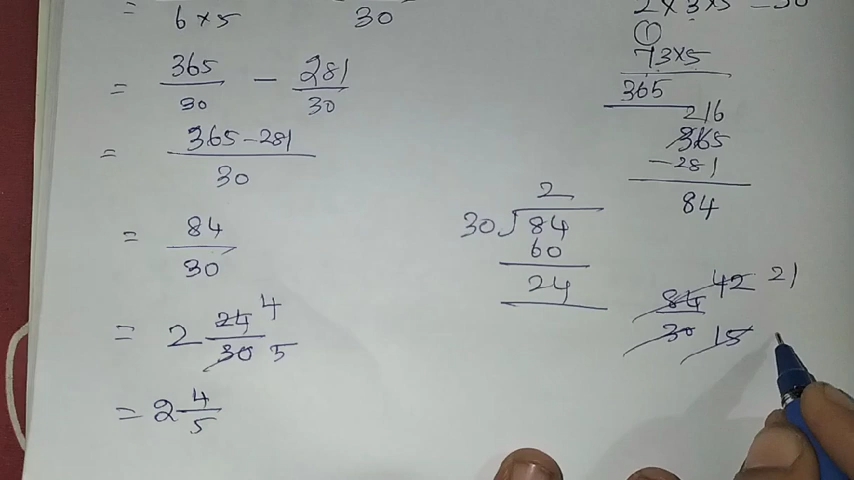 = 6 × 5 30
= 365/30 - 281/30
= 365 - 281/30
= 84/30
= 2 24/30 4/5
= 2 4/5
2 × 3 × 5 = 30
1
73×5
365
216
365
-281
84
2
30)84
60
24
84/30 42/15 21